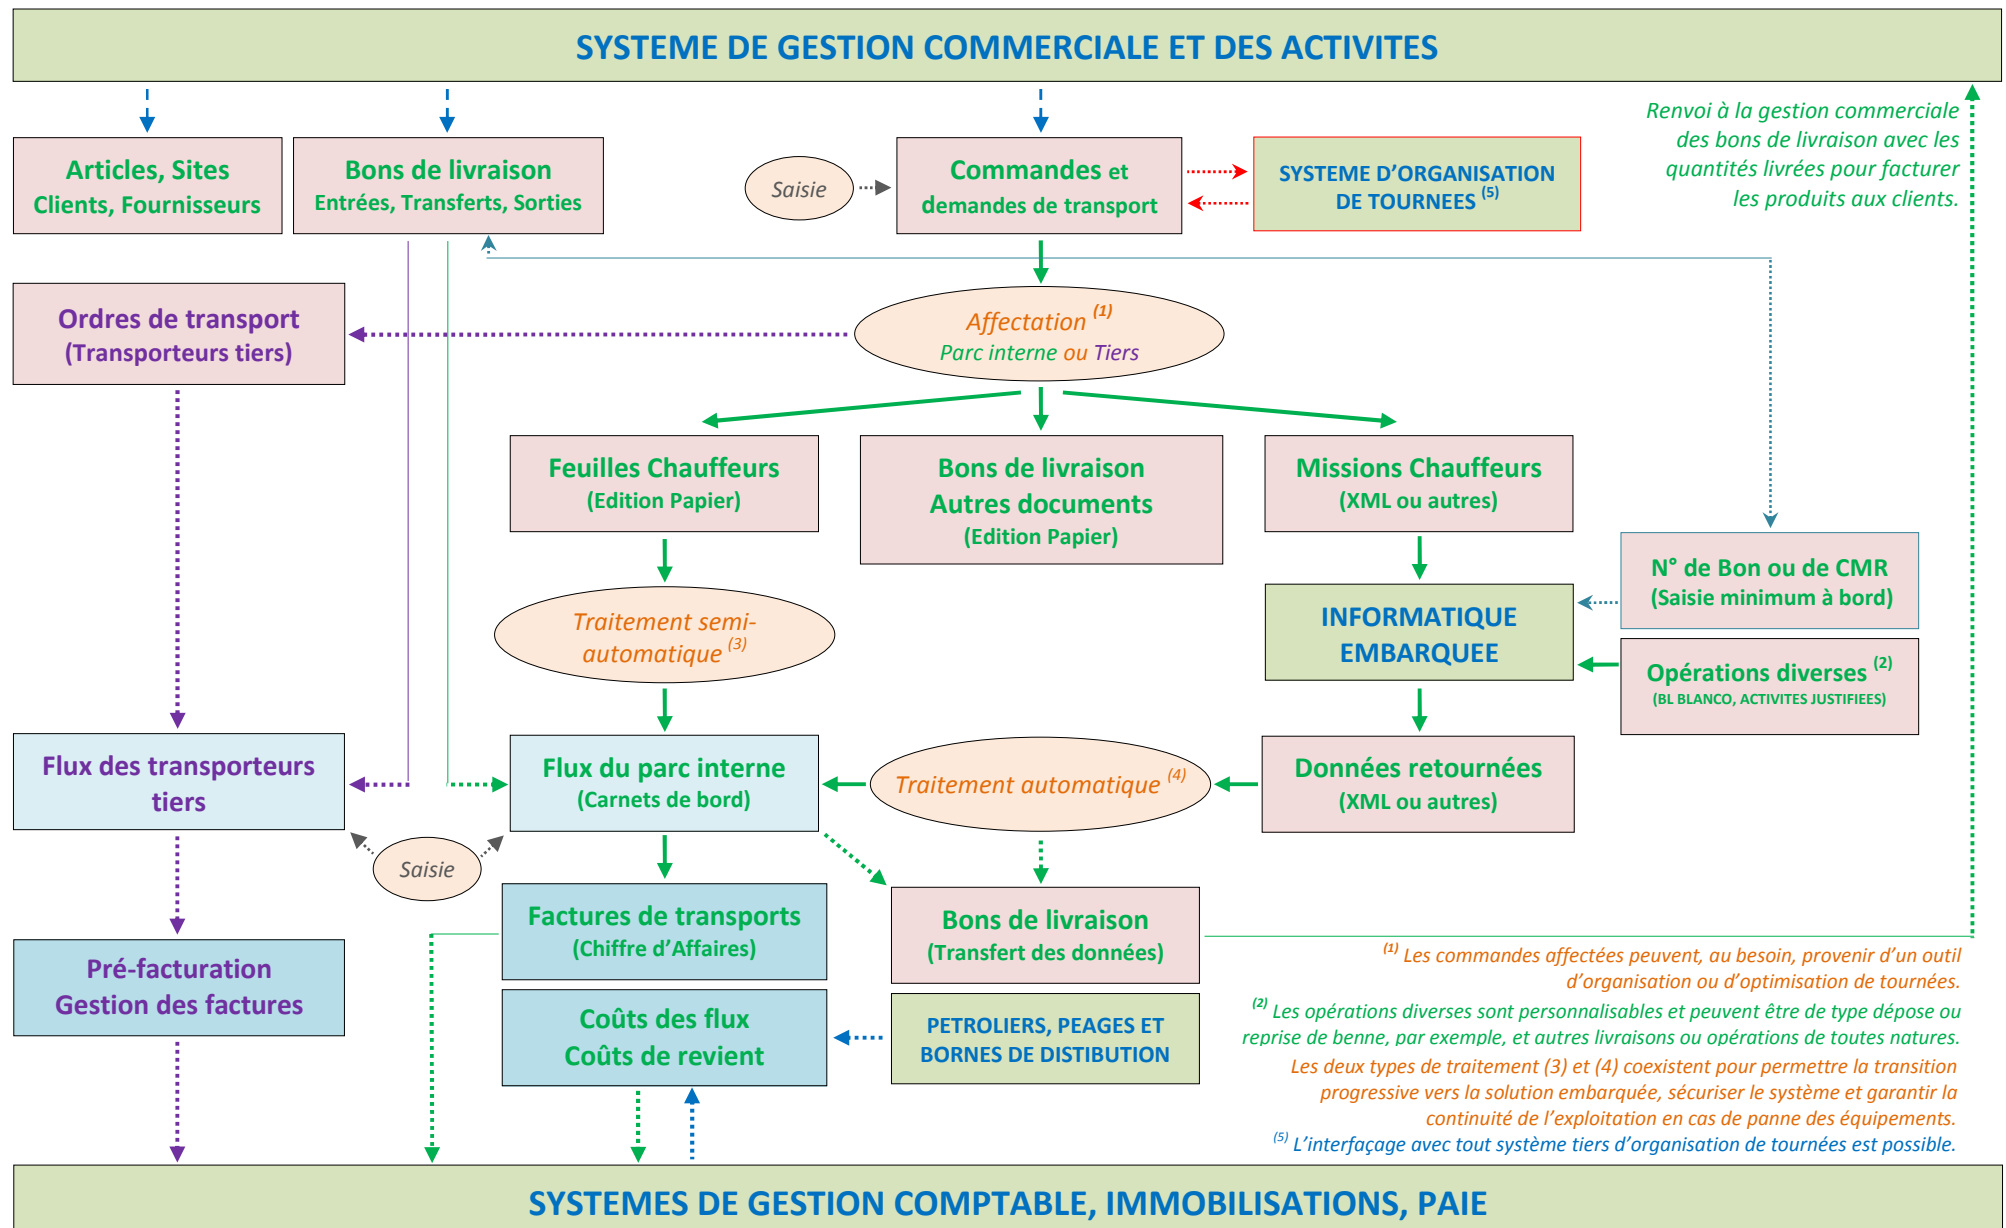 SYSTEME DE GESTION COMMERCIALE ET DES ACTIVITES
Articles, Sites
Clients, Fournisseurs
Bons de livraison
Entrées, Transferts, Sorties
Saisie
Commandes et
demandes de transport
SYSTEME D’ORGANISATION
DE TOURNEES (5)
Renvoi à la gestion commerciale
des bons de livraison avec les
quantités livrées pour facturer
les produits aux clients.
Ordres de transport
(Transporteurs tiers)
Affectation (1)
Parc interne ou Tiers
Feuilles Chauffeurs
(Edition Papier)
Bons de livraison
Autres documents
(Edition Papier)
Missions Chauffeurs
(XML ou autres)
N° de Bon ou de CMR
(Saisie minimum à bord)
Traitement semi-
automatique (3)
INFORMATIQUE
EMBARQUEE
Opérations diverses (2)
(BL BLANCO, ACTIVITES JUSTIFIEES)
Flux des transporteurs
tiers
Flux du parc interne
(Carnets de bord)
Traitement automatique (4)
Données retournées
(XML ou autres)
Saisie
Factures de transports
(Chiffre d’Affaires)
Bons de livraison
(Transfert des données)
Pré-facturation
Gestion des factures
Coûts des flux
Coûts de revient
PETROLIERS, PEAGES ET
BORNES DE DISTIBUTION
(1) Les commandes affectées peuvent, au besoin, provenir d’un outil
d’organisation ou d’optimisation de tournées.
(2) Les opérations diverses sont personnalisables et peuvent être de type dépose ou
reprise de benne, par exemple, et autres livraisons ou opérations de toutes natures.
Les deux types de traitement (3) et (4) coexistent pour permettre la transition
progressive vers la solution embarquée, sécuriser le système et garantir la
continuité de l’exploitation en cas de panne des équipements.
(5) L’interfaçage avec tout système tiers d’organisation de tournées est possible.
SYSTEMES DE GESTION COMPTABLE, IMMOBILISATIONS, PAIE